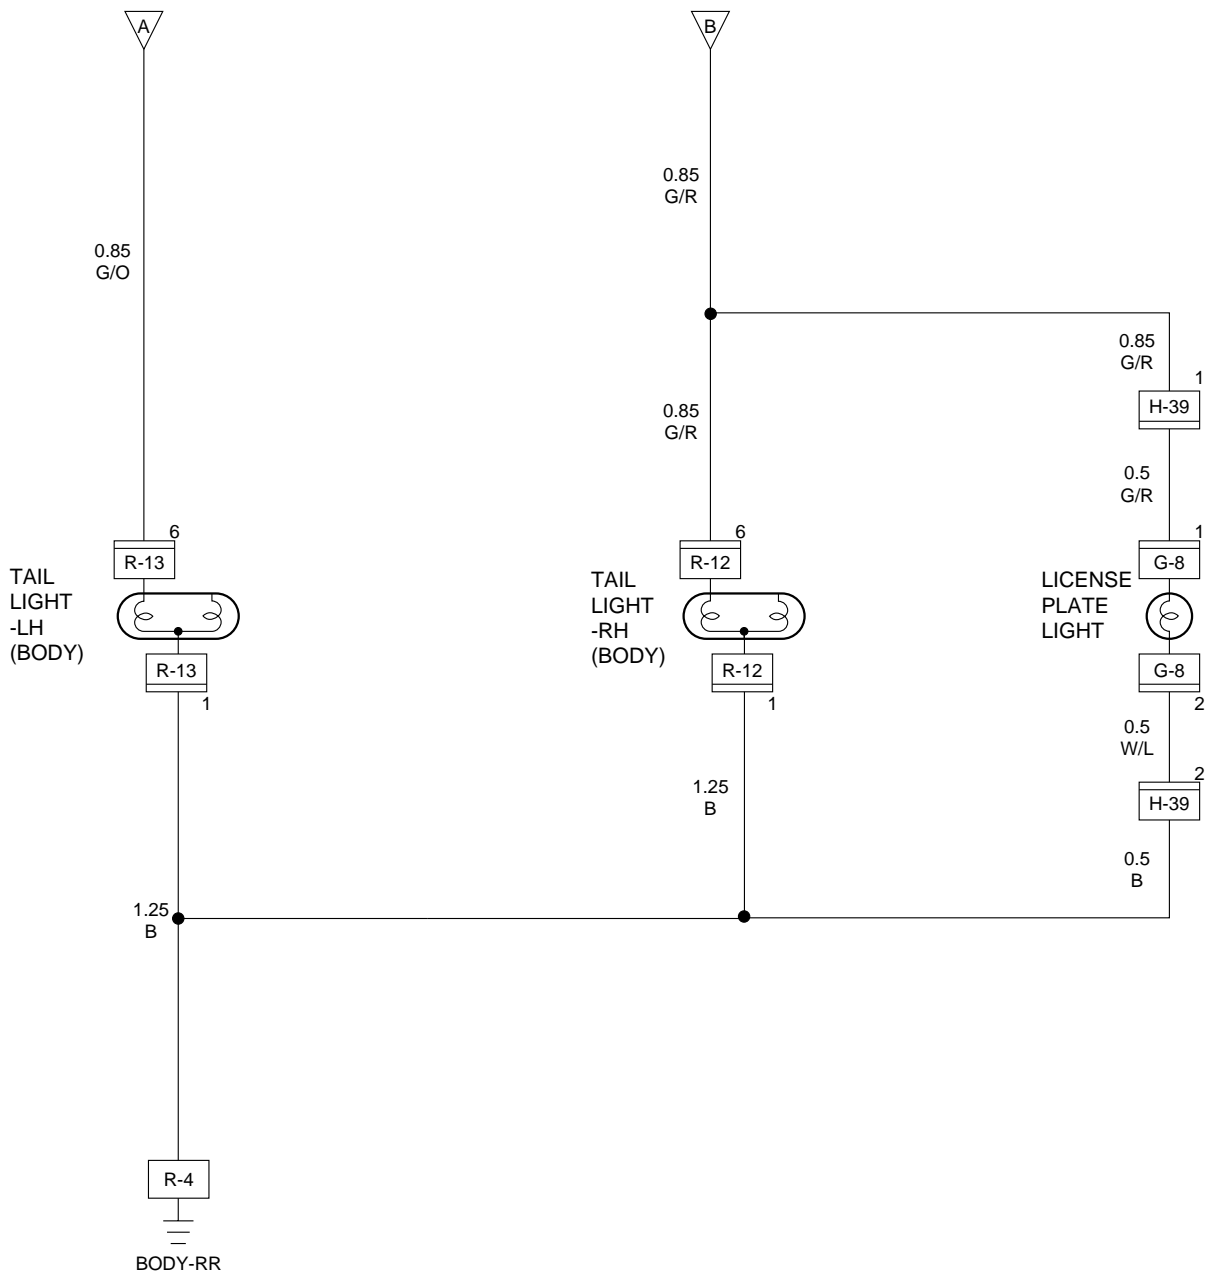 A
B
0.85
G/R
0.85
G/O
0.85
G/R
1
H-39
0.85
G/R
0.5
G/R
6
R-13
6
R-12
1
G-8
TAIL
LIGHT
-LH
(BODY)
TAIL
LIGHT
-RH
(BODY)
LICENSE
PLATE
LIGHT
R-13
1
R-12
1
G-8
2
0.5
W/L
2
H-39
1.25
B
0.5
B
1.25
B
R-4
BODY-RR